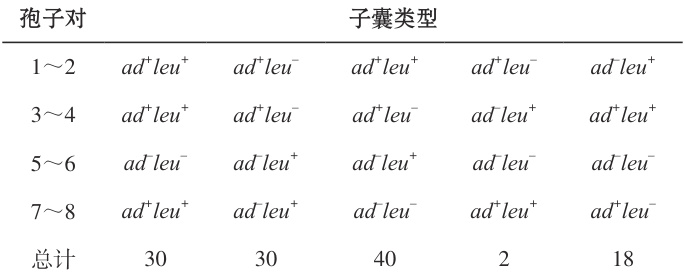 孢子对 子囊类型
1～2 ad⁺leu⁺ ad⁺leu⁻ ad⁺leu⁺ ad⁺leu⁻ ad⁻leu⁺
3～4 ad⁺leu⁺ ad⁺leu⁻ ad⁺leu⁻ ad⁻leu⁺ ad⁺leu⁺
5～6 ad⁻leu⁻ ad⁻leu⁺ ad⁻leu⁺ ad⁻leu⁻ ad⁻leu⁻
7～8 ad⁺leu⁺ ad⁻leu⁺ ad⁻leu⁻ ad⁺leu⁺ ad⁺leu⁻
总计 30 30 40 2 18